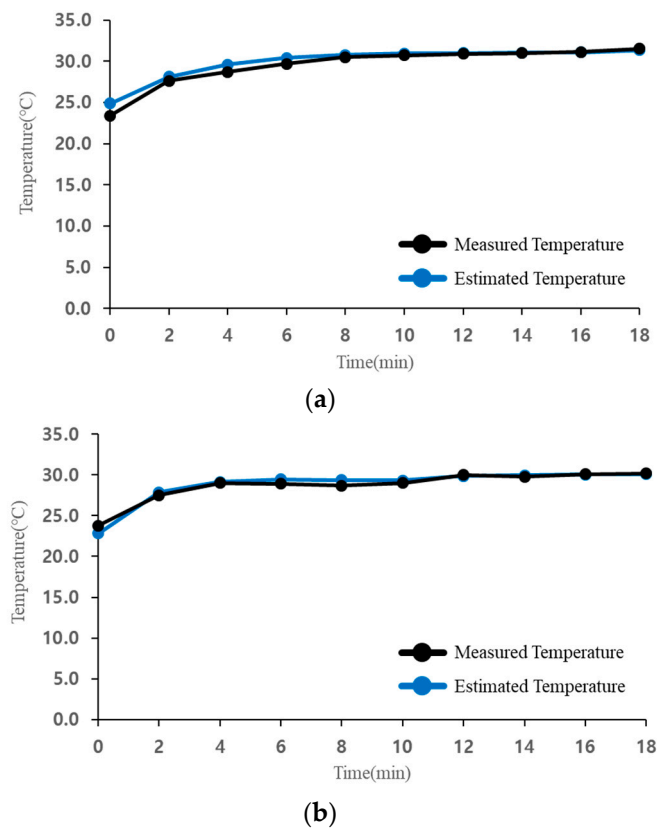 35.0
30.0
25.0
20.0
15.0
10.0
5.0
0.0
Temperature(°C)
Measured Temperature
Estimated Temperature
0 2 4 6 8 10 12 14 16 18
Time(min)
(a)
35.0
30.0
25.0
20.0
15.0
10.0
5.0
0.0
Temperature(°C)
Measured Temperature
Estimated Temperature
0 2 4 6 8 10 12 14 16 18
Time(min)
(b)